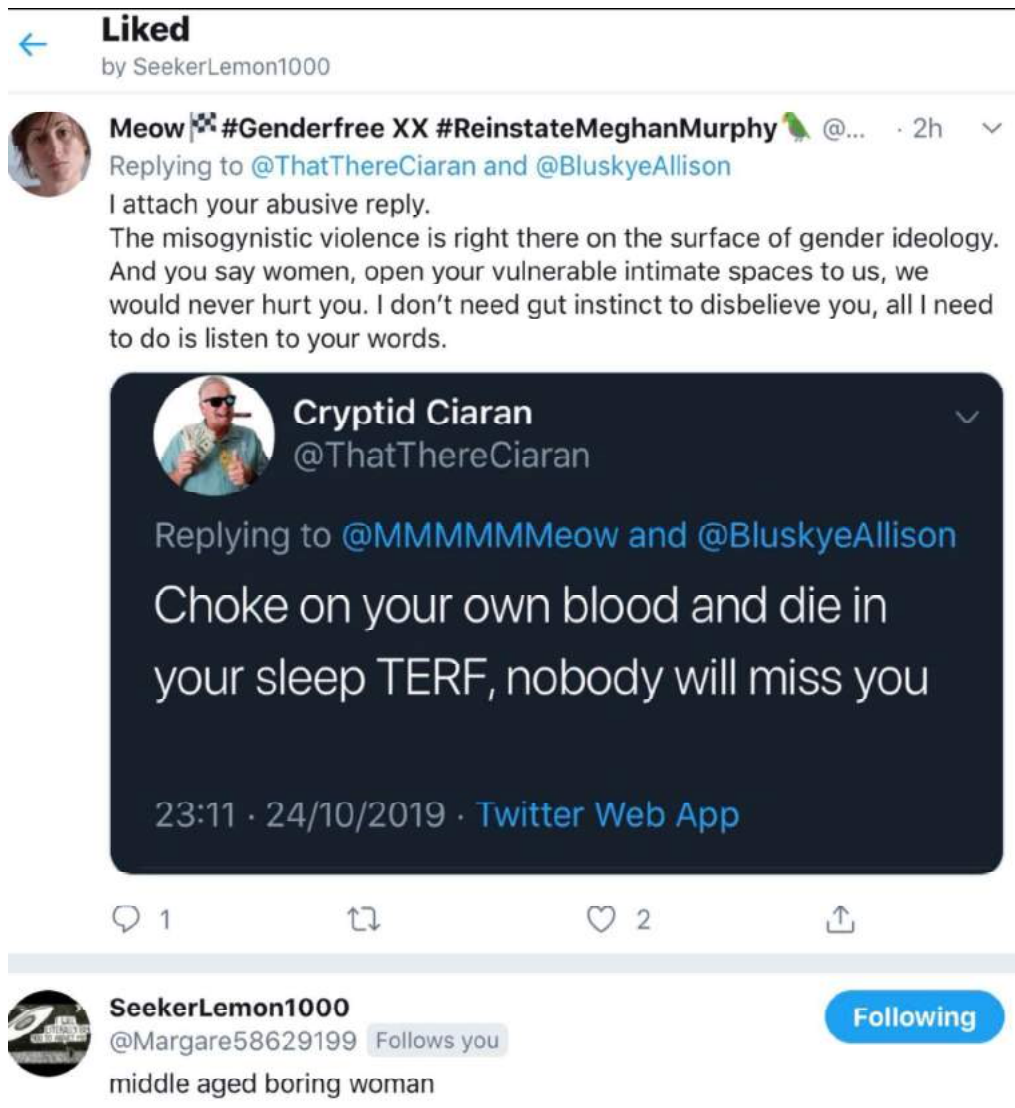 Liked
by SeekerLemon1000
Meow #Genderfree XX #ReinstateMeghanMurphy @... · 2h
Replying to @ThatThereCiaran and @BluskyeAllison
I attach your abusive reply.
The misogynistic violence is right there on the surface of gender ideology.
And you say women, open your vulnerable intimate spaces to us, we
would never hurt you. I don’t need gut instinct to disbelieve you, all I need
to do is listen to your words.
Cryptid Ciaran
@ThatThereCiaran
Replying to @MMMMMMeow and @BluskyeAllison
Choke on your own blood and die in
your sleep TERF, nobody will miss you
23:11 · 24/10/2019 · Twitter Web App
1 2
SeekerLemon1000
Following
@Margare58629199 Follows you
middle aged boring woman